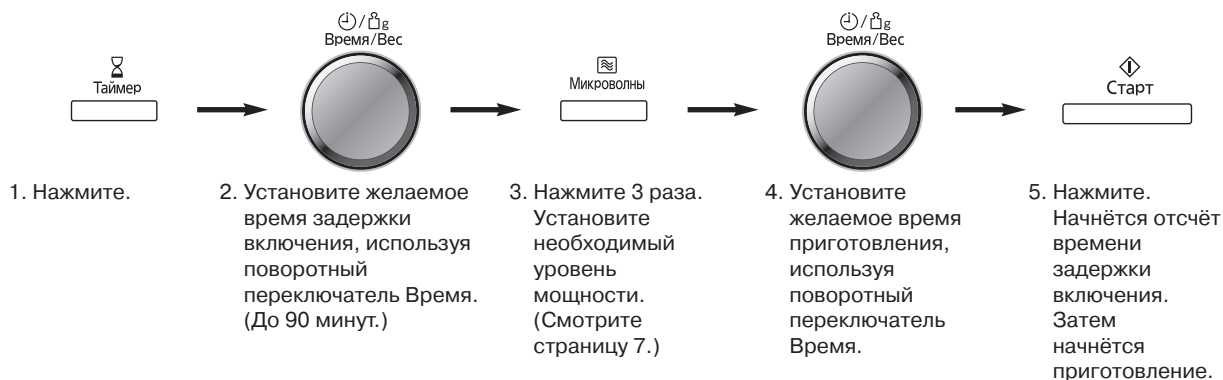 g
Время/Вес
Таймер
Микроволны
g
Время/Вес
Старт
1. Нажмите.
2. Установите желаемое
время задержки
включения, используя
поворотный
переключатель Время.
(До 90 минут.)
3. Нажмите 3 раза.
Установите
необходимый
уровень
мощности.
(Смотрите
страницу 7.)
4. Установите
желаемое время
приготовления,
используя
поворотный
переключатель
Время.
5. Нажмите.
Начнётся отсчёт
времени
задержки
включения.
Затем
начнётся
приготовление.